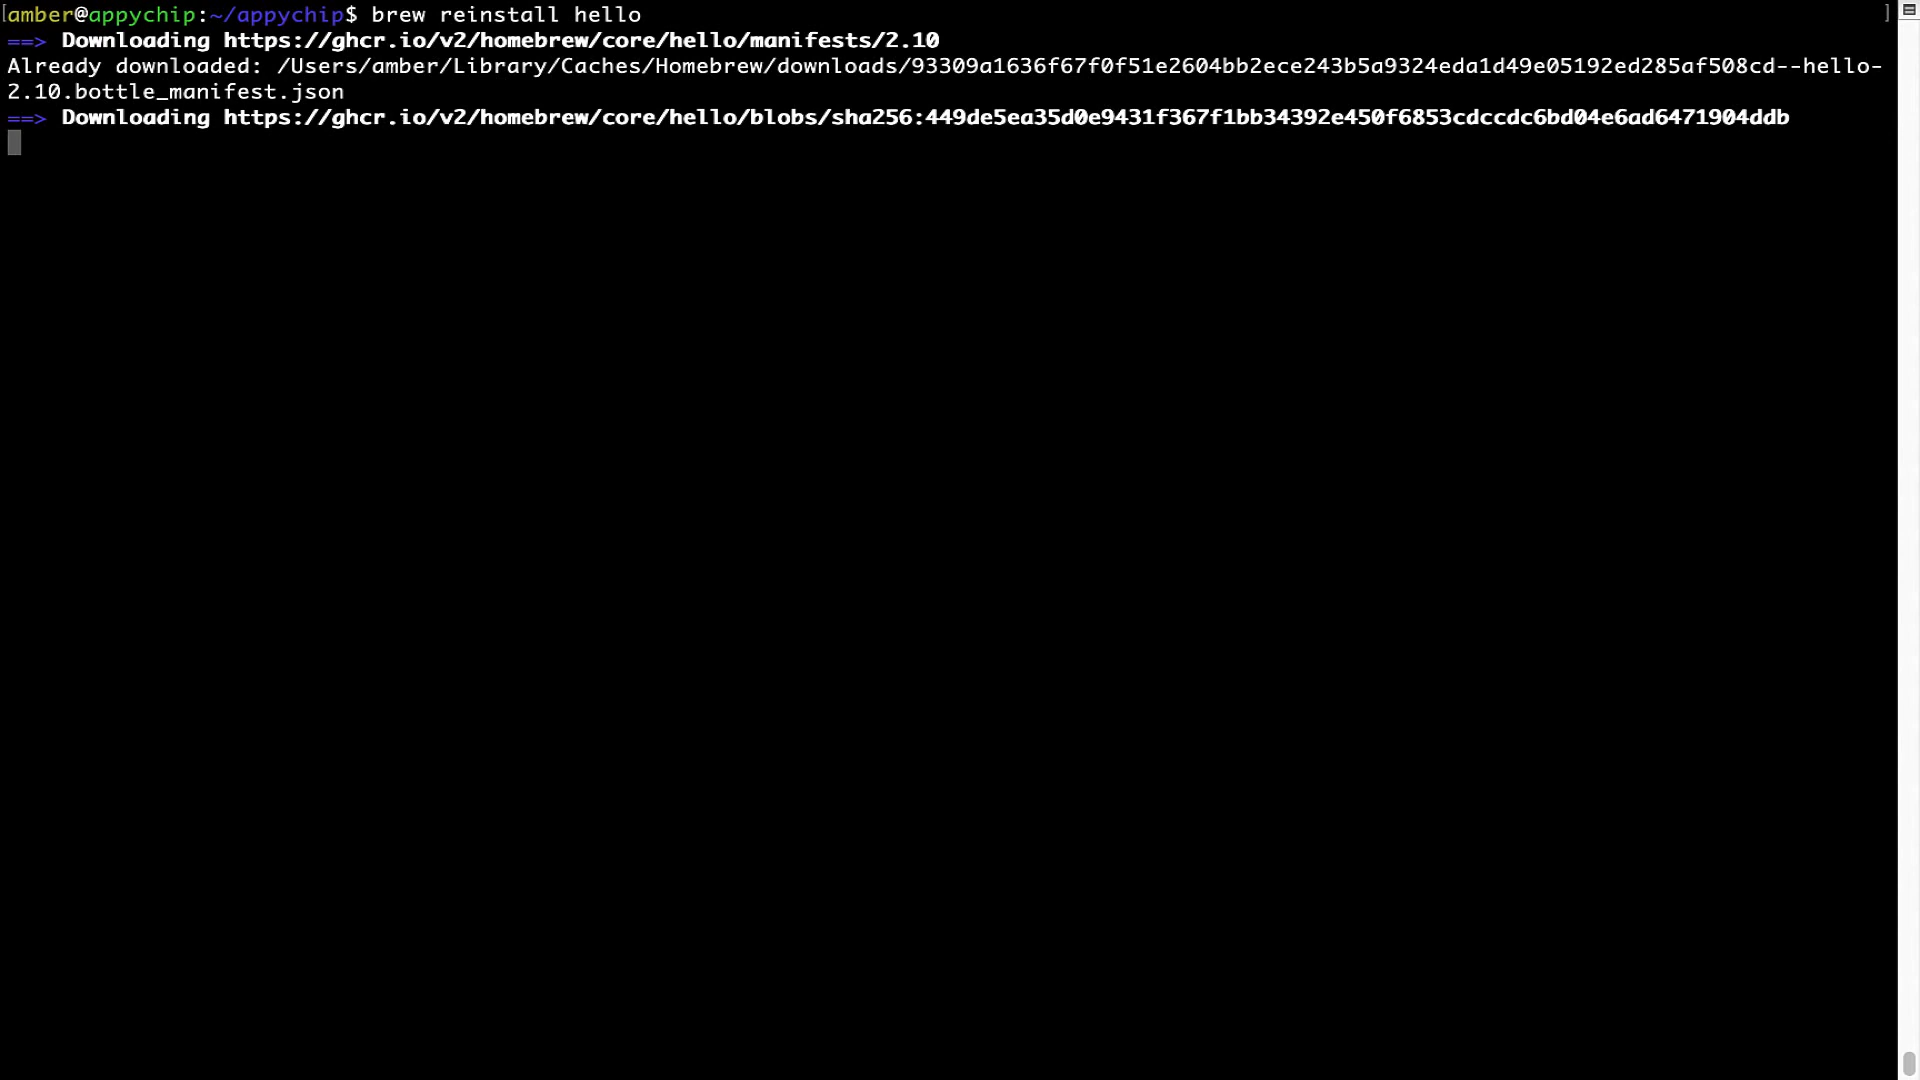 [amber@appychip:~/appychip$ brew reinstall hello ]
==> Downloading https://ghcr.io/v2/homebrew/core/hello/manifests/2.10
Already downloaded: /Users/amber/Library/Caches/Homebrew/downloads/93309a1636f67f0f51e2604bb2ece243b5a9324eda1d49e05192ed285af508cd--hello-
2.10.bottle_manifest.json
==> Downloading https://ghcr.io/v2/homebrew/core/hello/blobs/sha256:449de5ea35d0e9431f367f1bb34392e450f6853cdccdc6bd04e6ad6471904ddb